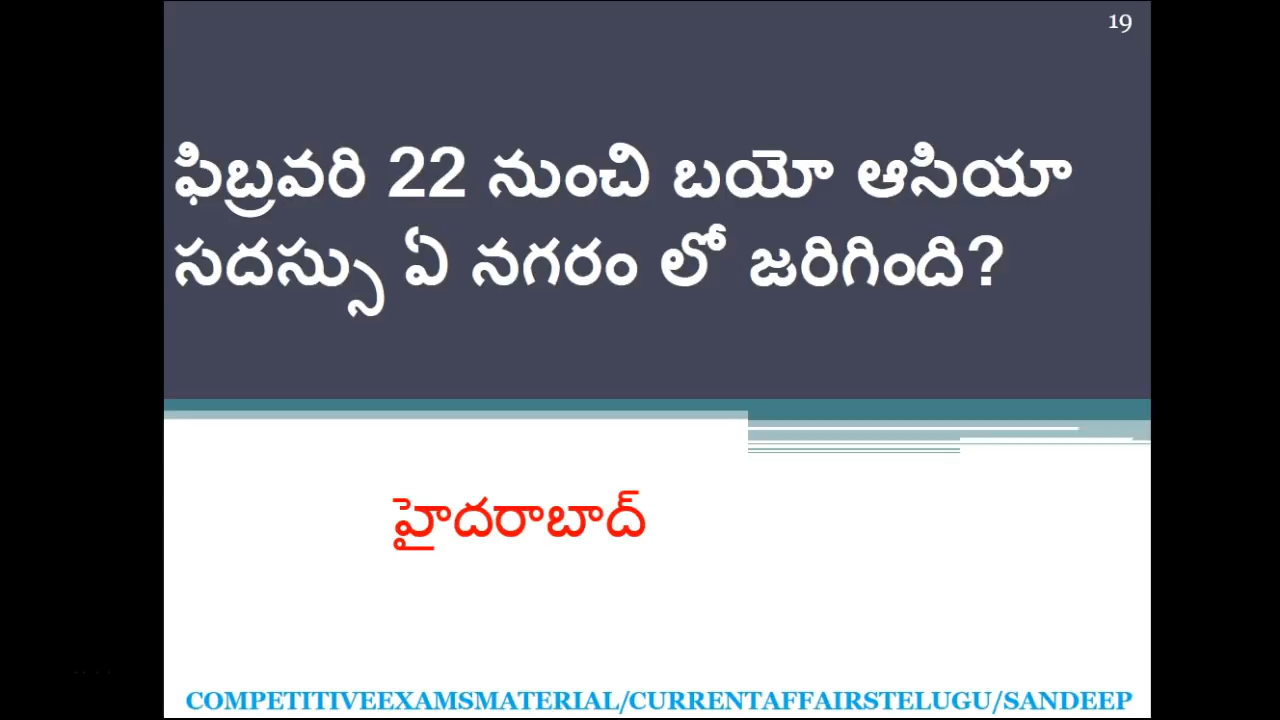 19
ఫిబ్రవరి 22 నుంచి బయో ఆసియా
సదస్సు ఏ నగరం లో జరిగింది?
హైదరాబాద్
COMPETITIVEEXAMSMATERIAL/CURRENTAFFAIRSTELUGU/SANDEEP